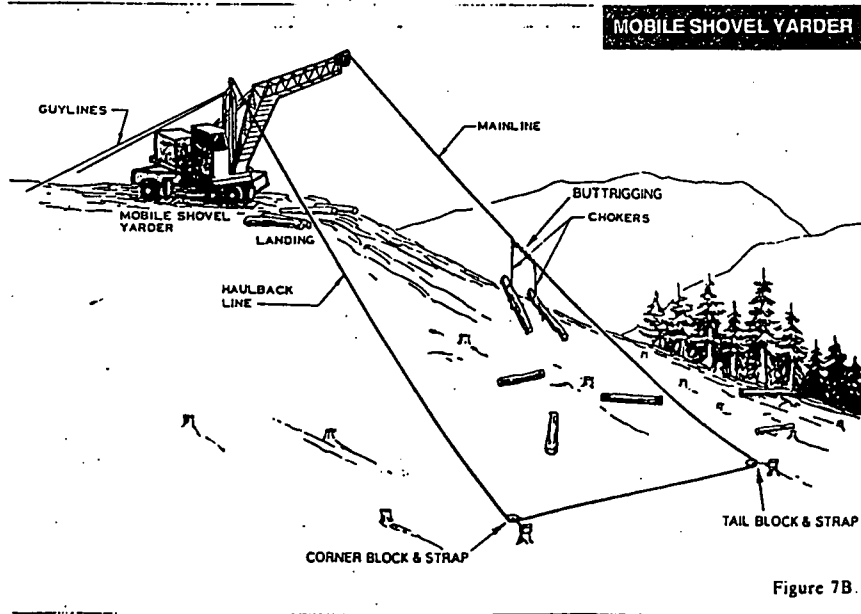 MOBILE SHOVEL YARDER
GUYLINES
MAINLINE
BUTTRIGGING
CHOKERS
MOBILE SHOVEL
YARDER
LANDING
HAULBACK
LINE
TAIL BLOCK & STRAP
CORNER BLOCK & STRAP
Figure 7B.